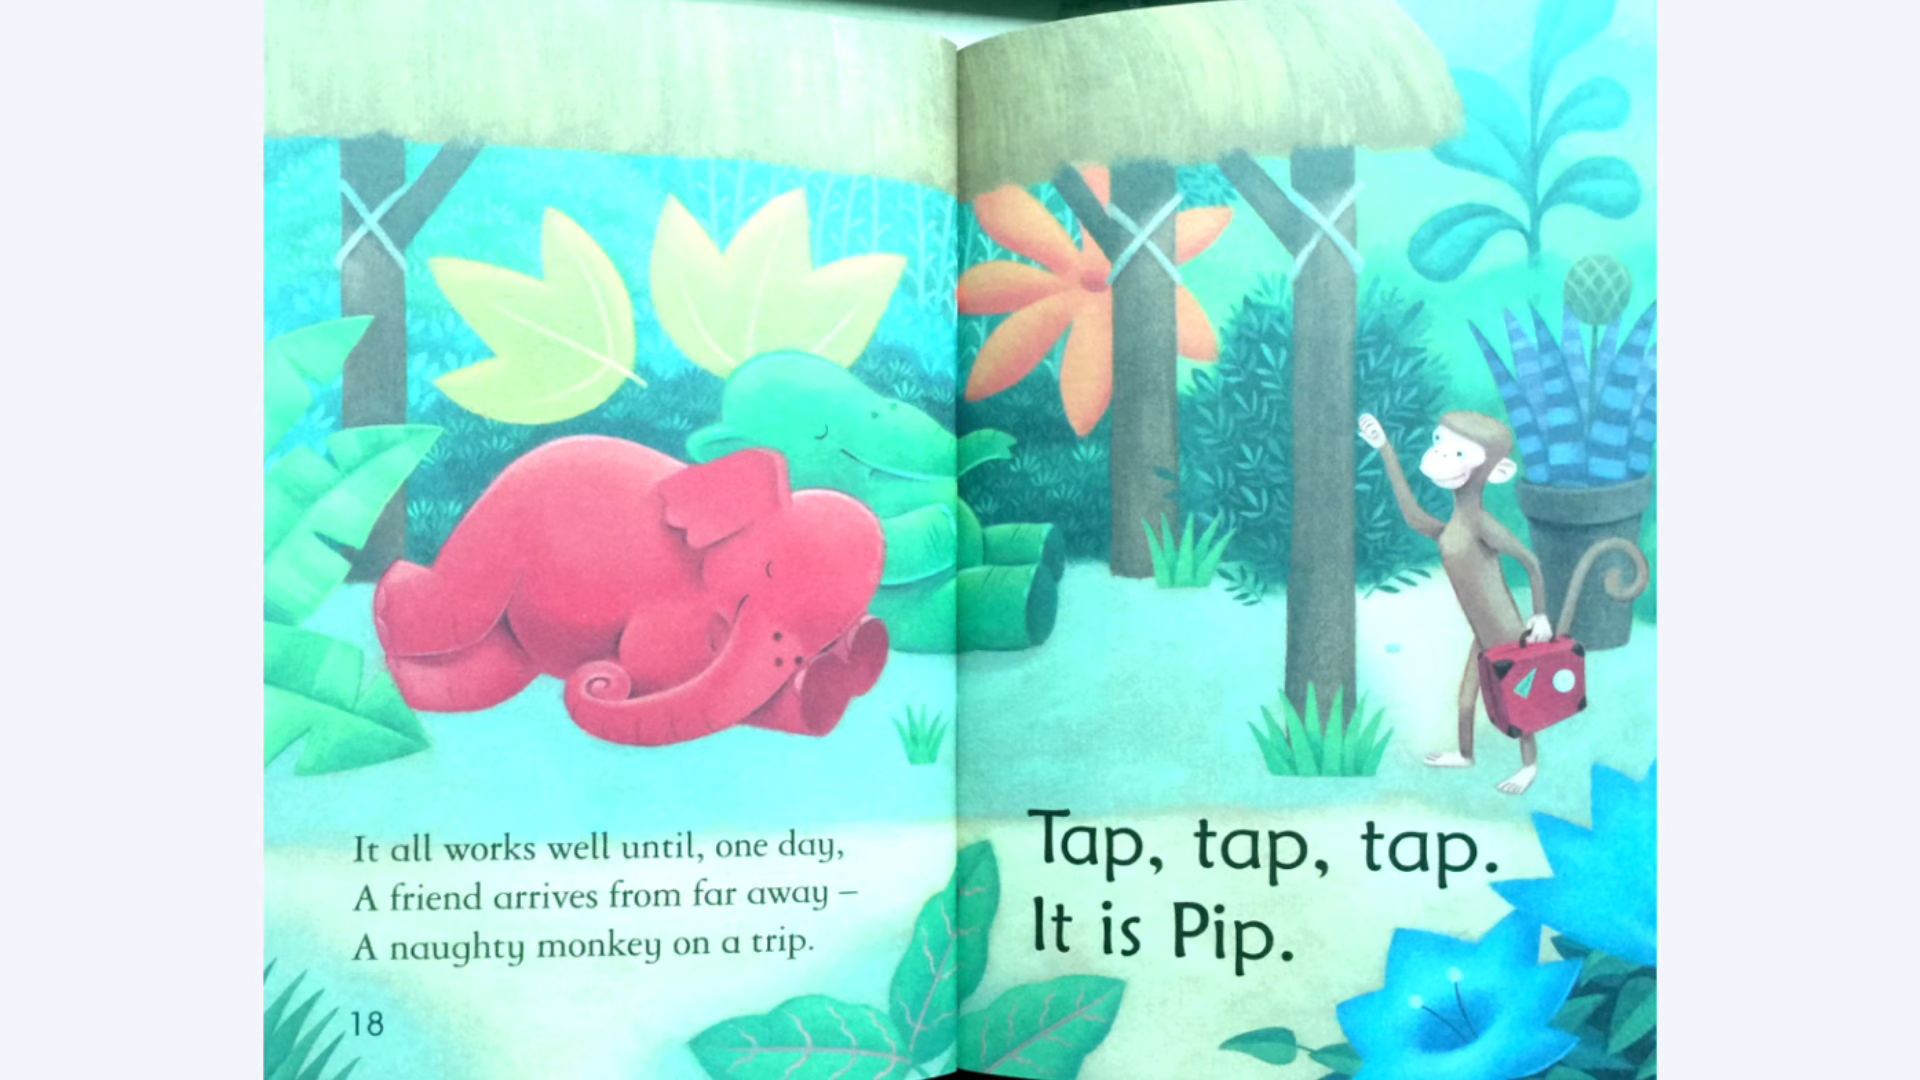 It all works well until, one day,
A friend arrives from far away –
A naughty monkey on a trip.
18
Tap, tap, tap.
It is Pip.